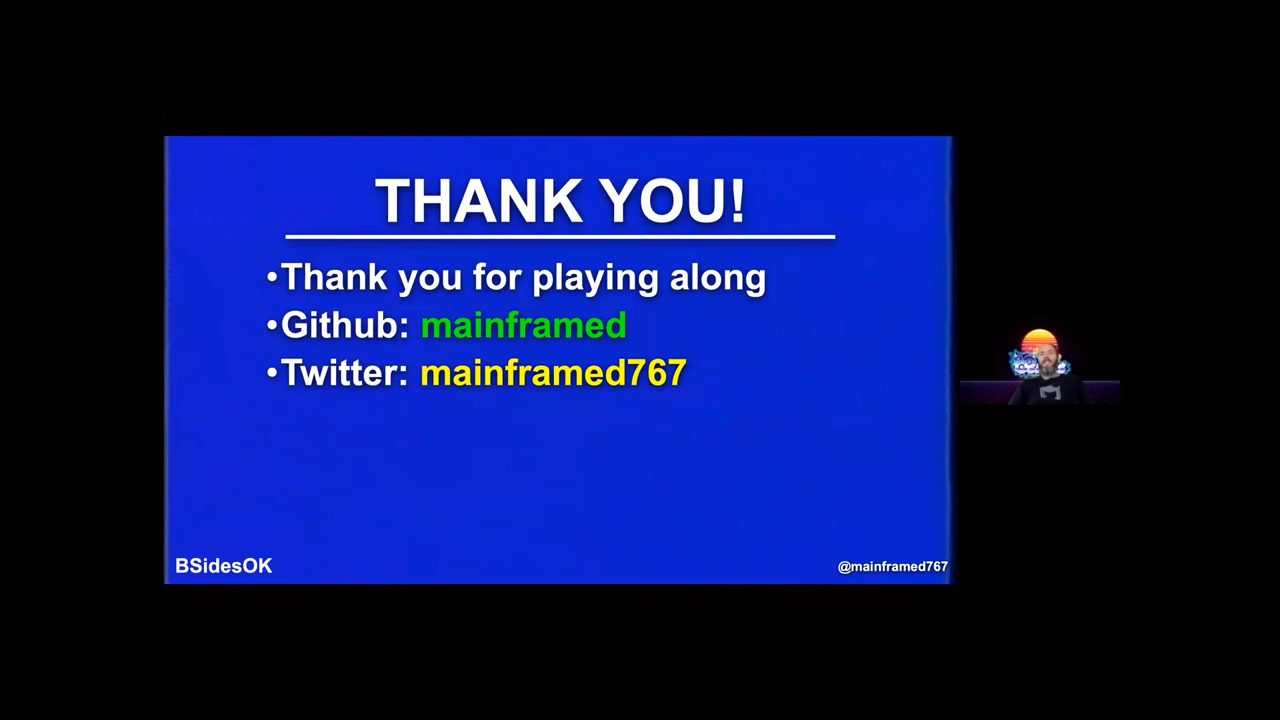 THANK YOU!
•Thank you for playing along
•Github: mainframed
•Twitter: mainframed767
BSidesOK
@mainframed767